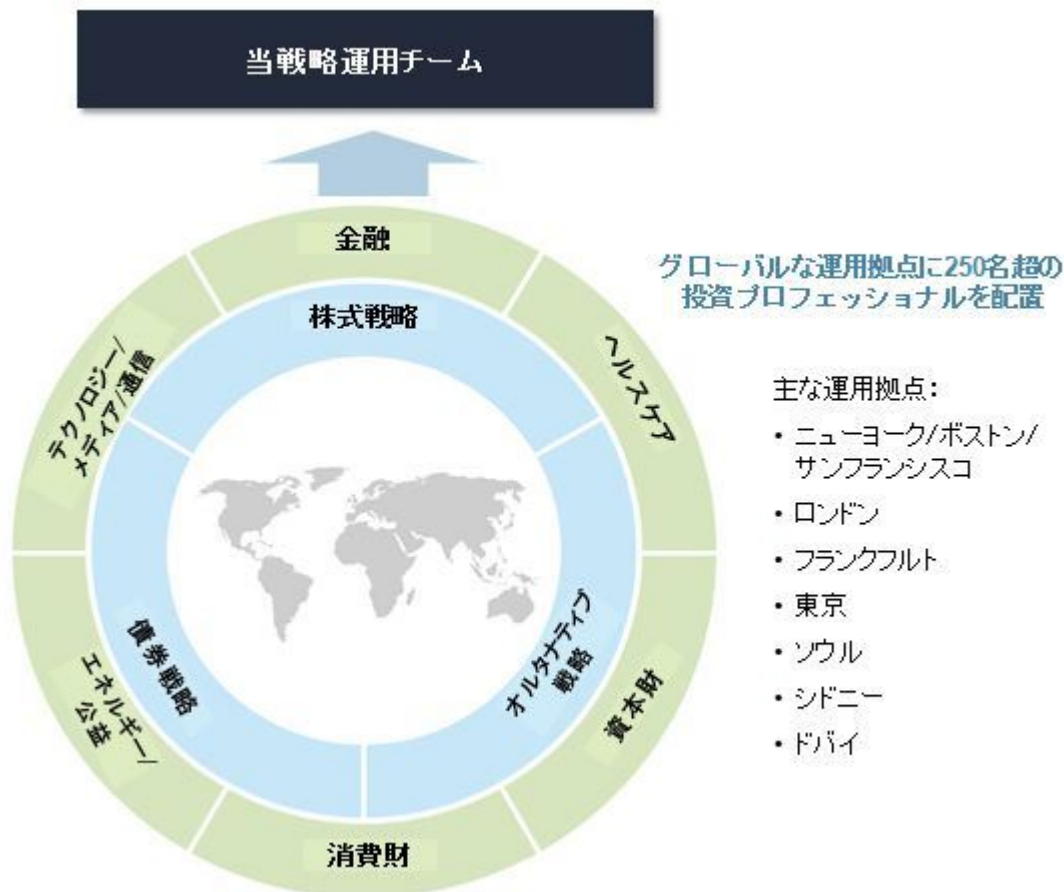 当戦略運用チーム
金融
株式戦略
テクノロジー/
メディア/通信
ヘルスケア
債券戦略
オルタナティブ
戦略
エネルギー/
公益
資本財
消費財
グローバルな運用拠点に250名超の
投資プロフェッショナルを配置
主な運用拠点:
・ニューヨーク/ボストン/
サンフランシスコ
・ロンドン
・フランクフルト
・東京
・ソウル
・シドニー
・ドバイ